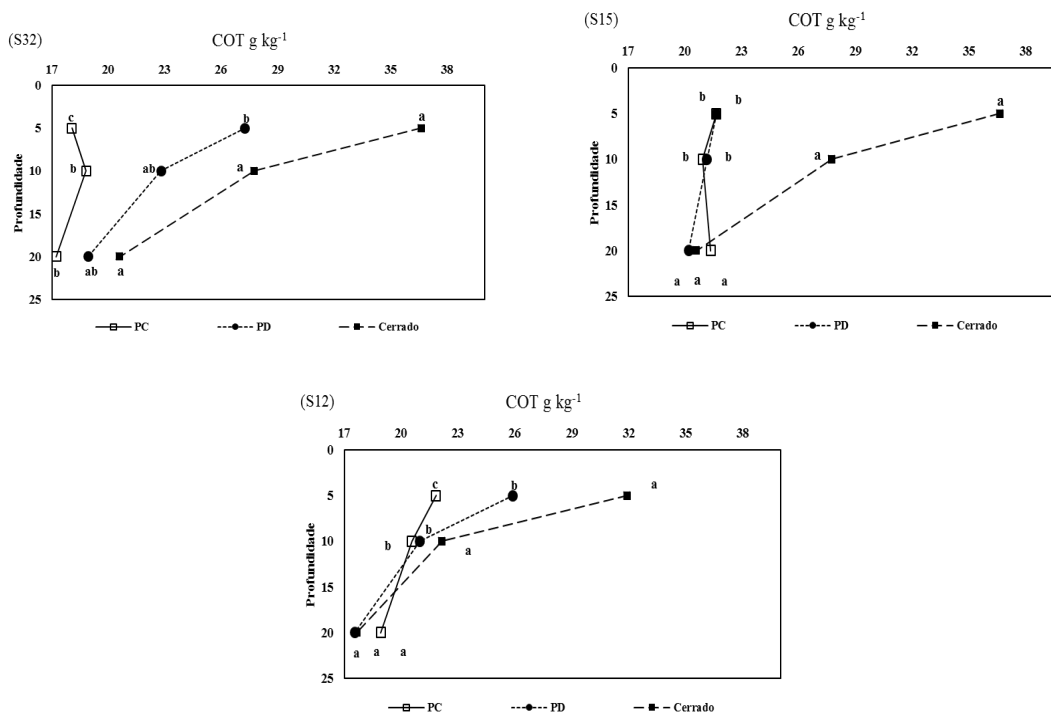 (S32)
COT g kg-1
17 20 23 26 29 32 35 38
Profundidade
0
5
10
15
20
25
c b a
b ab a
b ab a
PC PD Cerrado
(S15)
COT g kg-1
17 20 23 26 29 32 35 38
Profundidade
0
5
10
15
20
25
b b a
b b a
a a a
PC PD Cerrado
(S12)
COT g kg-1
17 20 23 26 29 32 35 38
Profundidade
0
5
10
15
20
25
c b a
b b a
a a a
PC PD Cerrado